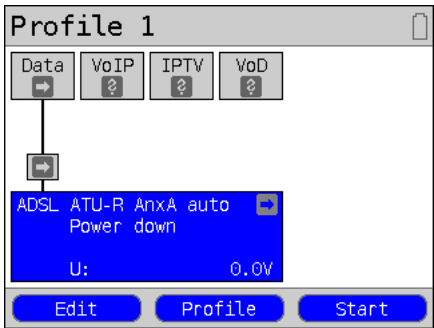 Profile 1
Data VoIP IPTV VoD
? ? ?
ADSL ATU-R AnxA auto
Power down
U: 0.0V
Edit Profile Start